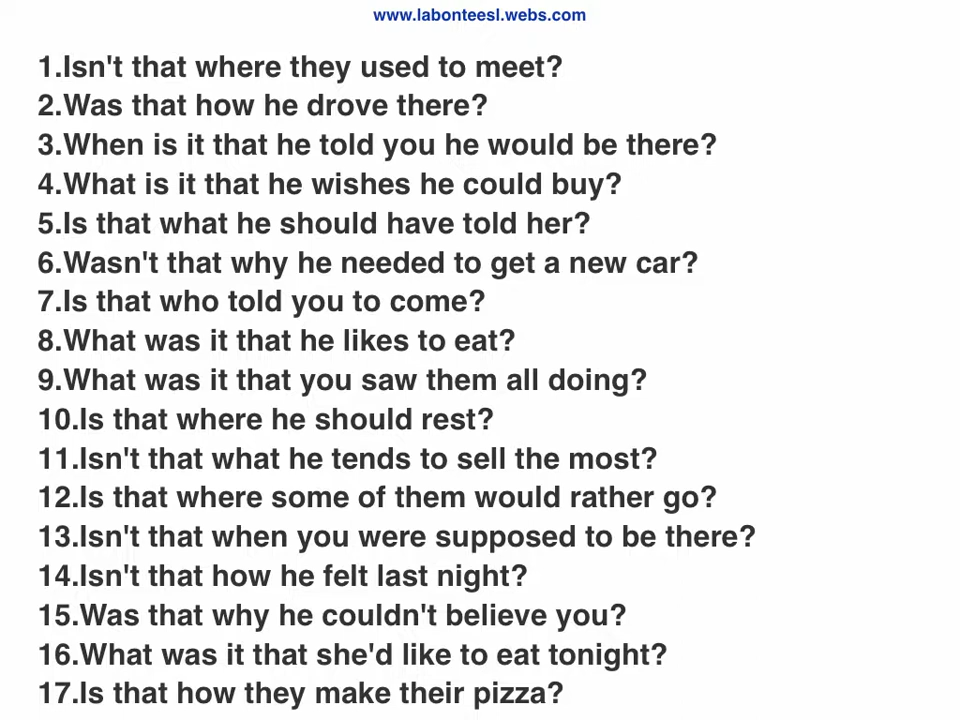 www.labonteesl.webs.com
1.Isn't that where they used to meet?
2.Was that how he drove there?
3.When is it that he told you he would be there?
4.What is it that he wishes he could buy?
5.Is that what he should have told her?
6.Wasn't that why he needed to get a new car?
7.Is that who told you to come?
8.What was it that he likes to eat?
9.What was it that you saw them all doing?
10.Is that where he should rest?
11.Isn't that what he tends to sell the most?
12.Is that where some of them would rather go?
13.Isn't that when you were supposed to be there?
14.Isn't that how he felt last night?
15.Was that why he couldn't believe you?
16.What was it that she'd like to eat tonight?
17.Is that how they make their pizza?